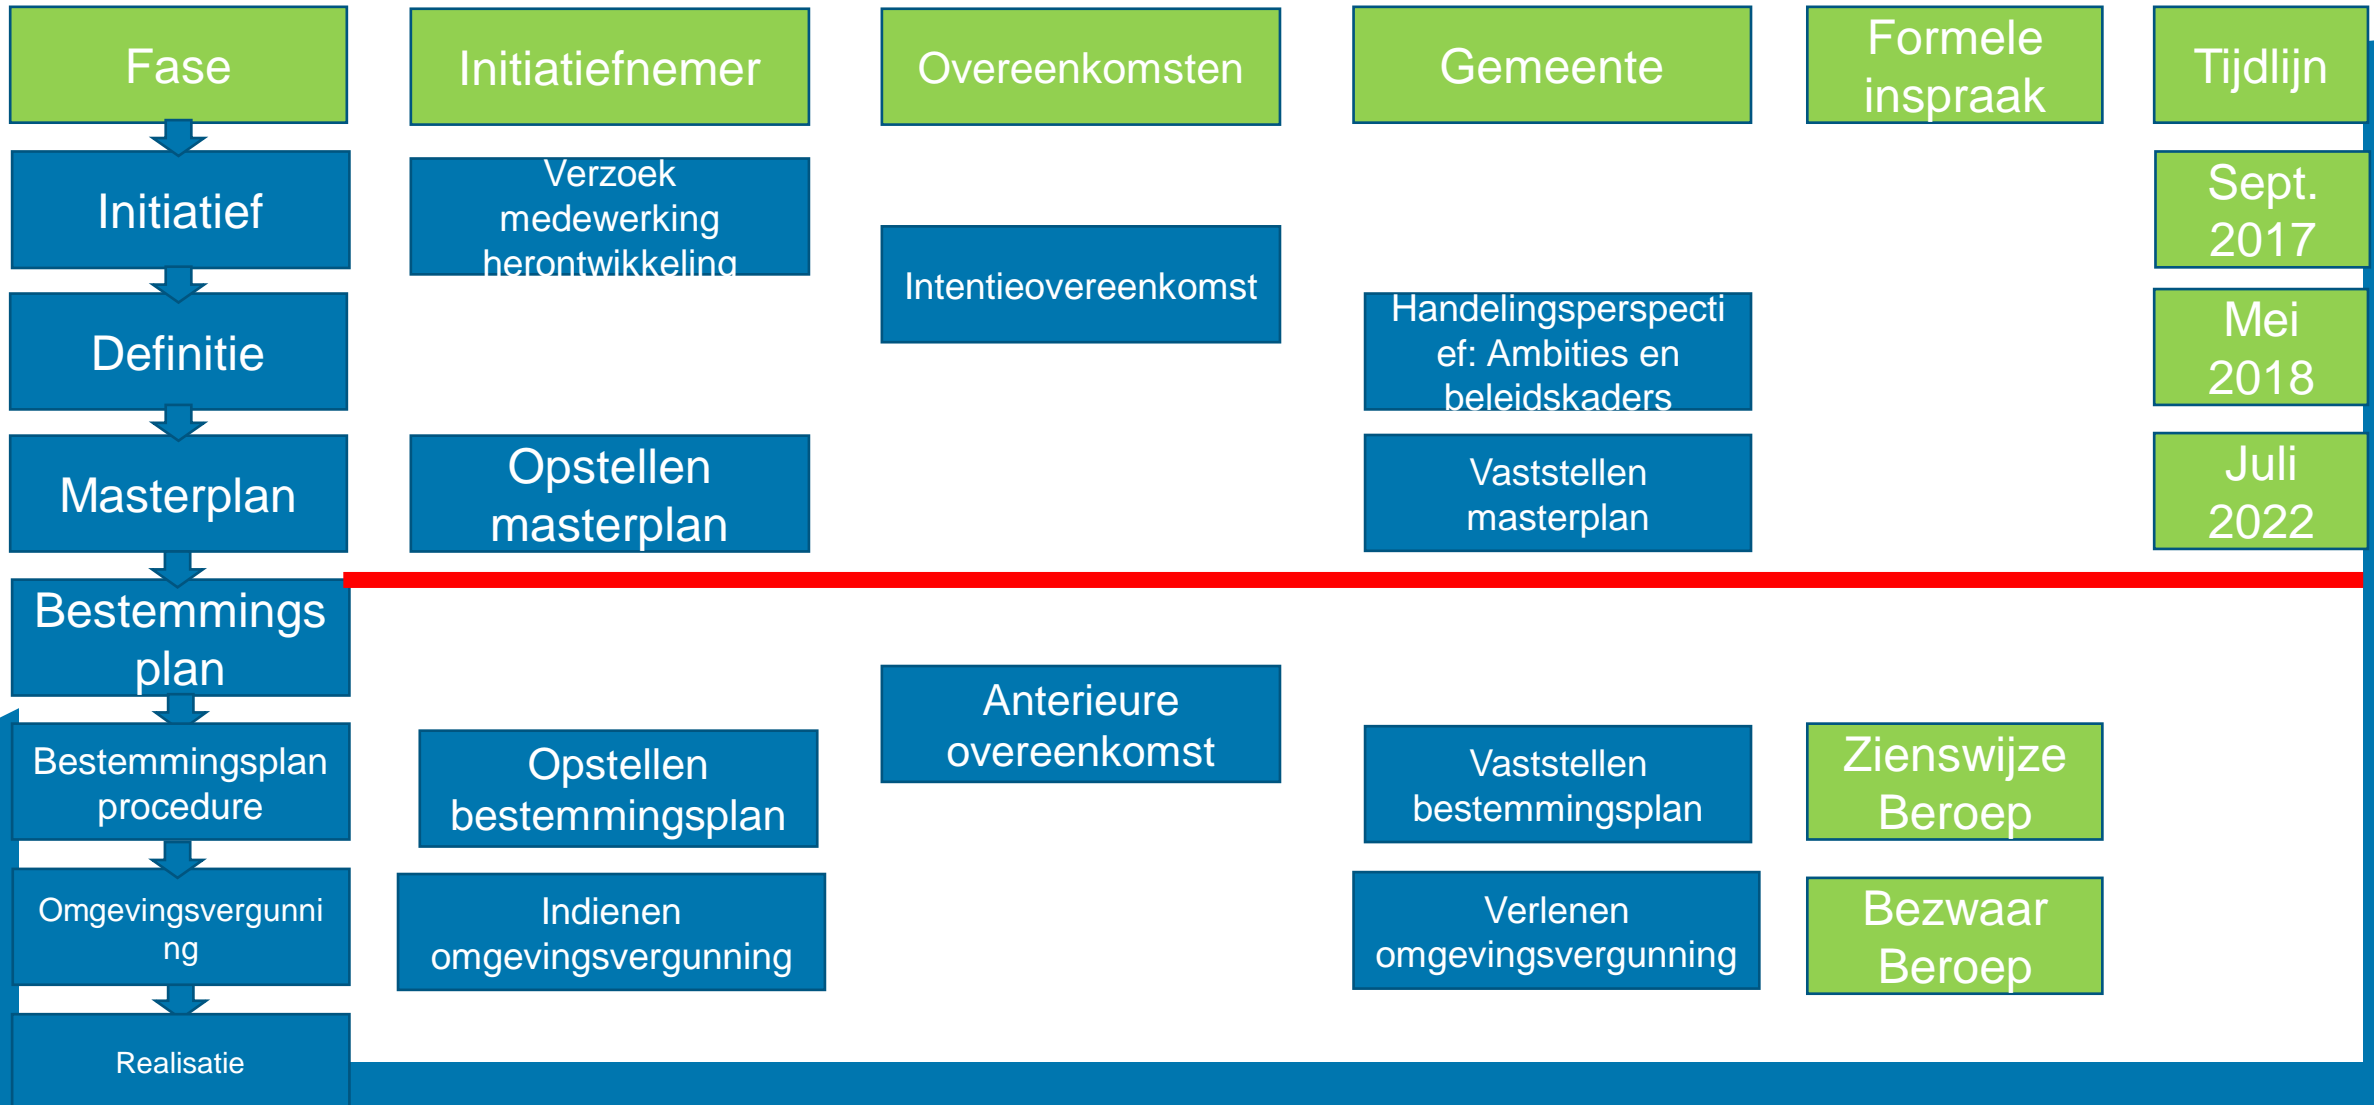 Fase
Initiatiefnemer
Overeenkomsten
Gemeente
Formele
inspraak
Tijdlijn
Initiatief
Verzoek
medewerking
herontwikkeling
Sept.
2017
Intentieovereenkomst
Definitie
Handelingsperspecti
ef: Ambities en
beleidskaders
Mei
2018
Masterplan
Opstellen
masterplan
Vaststellen
masterplan
Juli
2022
Bestemmings
plan
Anterieure
overeenkomst
Bestemmingsplan
procedure
Opstellen
bestemmingsplan
Vaststellen
bestemmingsplan
Zienswijze
Beroep
Omgevingsvergunni
ng
Indienen
omgevingsvergunning
Verlenen
omgevingsvergunning
Bezwaar
Beroep
Realisatie